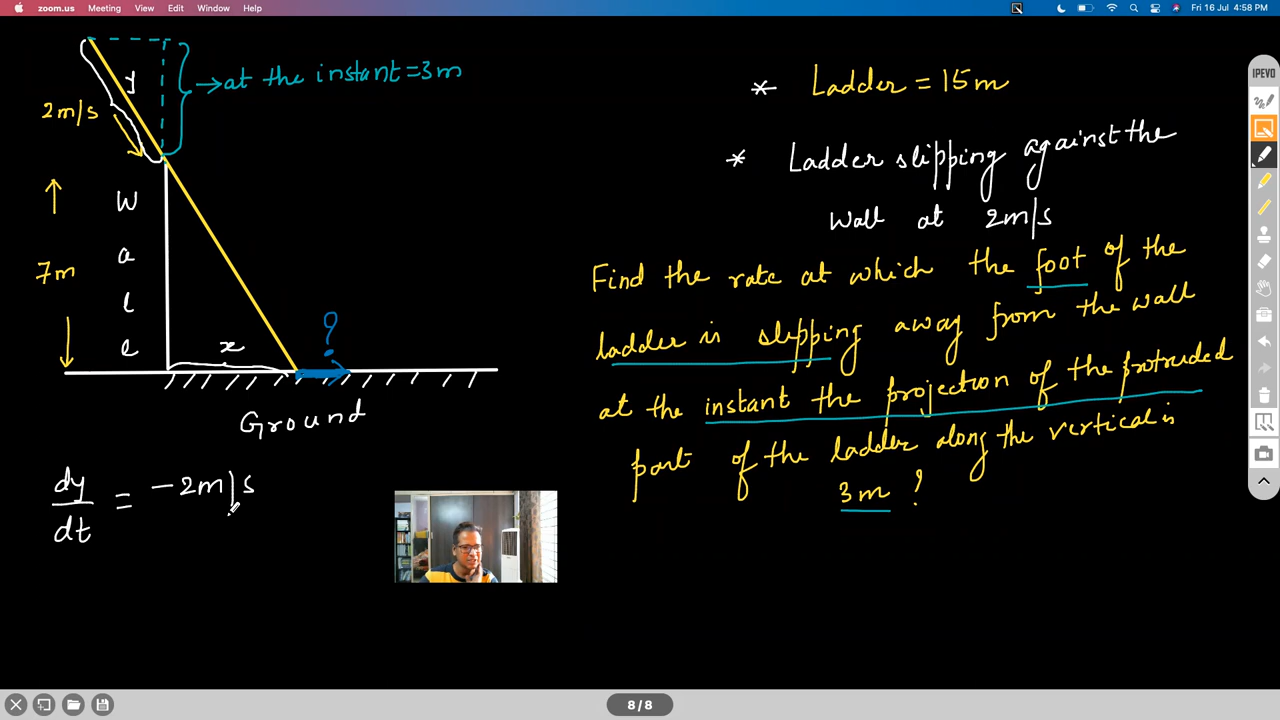 zoom.us Meeting View Edit Window Help
Fri 16 Jul 4:58 PM
IPEVO
y
→ at the instant = 3m
2m/s
W
a
l
l
7m
x
?
Ground
dy/dt = -2m/s
* Ladder = 15m
* Ladder slipping against the
Wall at 2m/s
Find the rate at which the foot of the
ladder is slipping away from the wall
at the instant the projection of the protruded
part of the ladder along the vertical is
3m ?
8 / 8